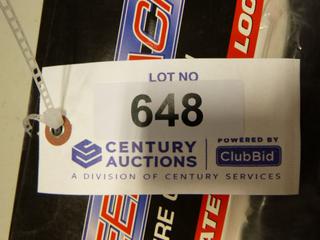 LOT NO
648
CENTURY AUCTIONS
POWERED BY
ClubBid
A DIVISION OF CENTURY SERVICES